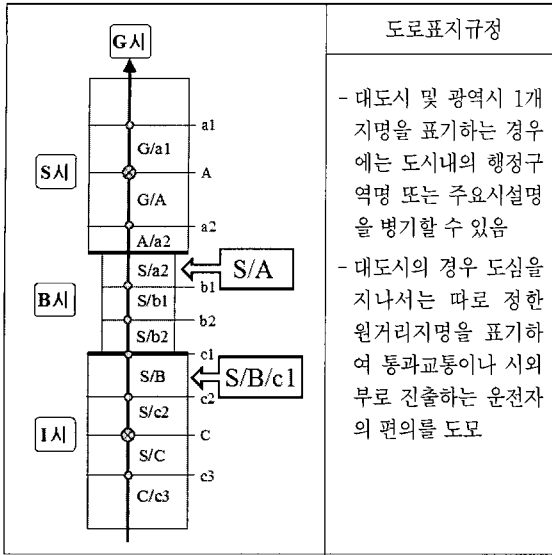 G시
도로표지규정
a1
G/a1
S시
A
G/A
a2
A/a2
S/a2
S/A
b1
B시
S/b1
b2
S/b2
c1
S/B
S/B/c1
c2
S/c2
I시
C
S/C
c3
C/c3
- 대도시 및 광역시 1개
지명을 표기하는 경우
에는 도시내의 행정구
역명 또는 주요시설명
을 병기할 수 있음
- 대도시의 경우 도심을
지나서는 따로 정한
원거리지명을 표기하
여 통과교통이나 시외
부로 진출하는 운전자
의 편의를 도모